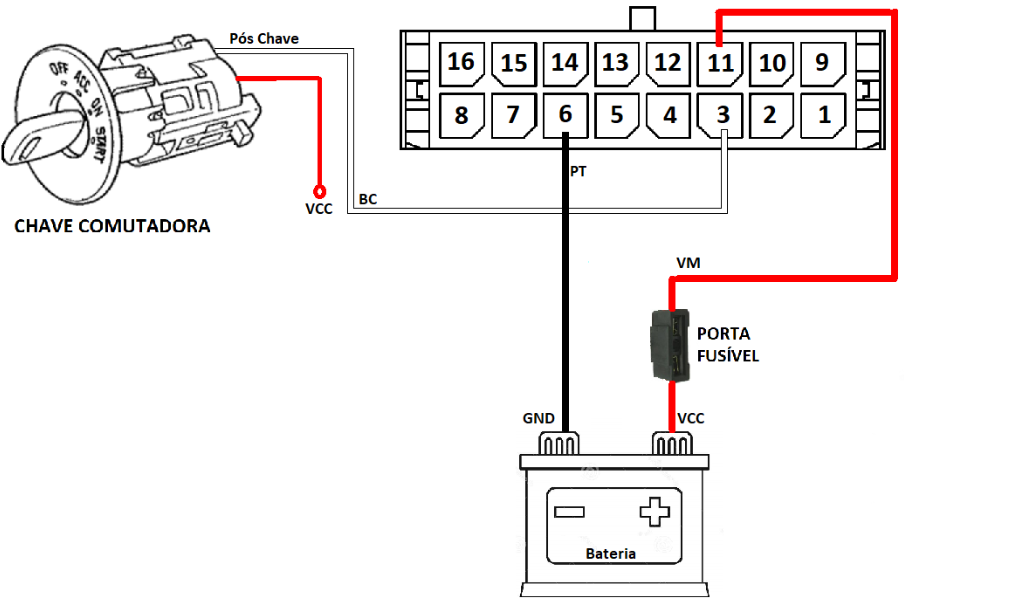 Pós Chave
OFF
ACC
ON
START
VCC
BC
CHAVE COMUTADORA
16 15 14 13 12 11 10 9
8 7 6 5 4 3 2 1
PT
VM
PORTA
FUSÍVEL
GND
VCC
Bateria